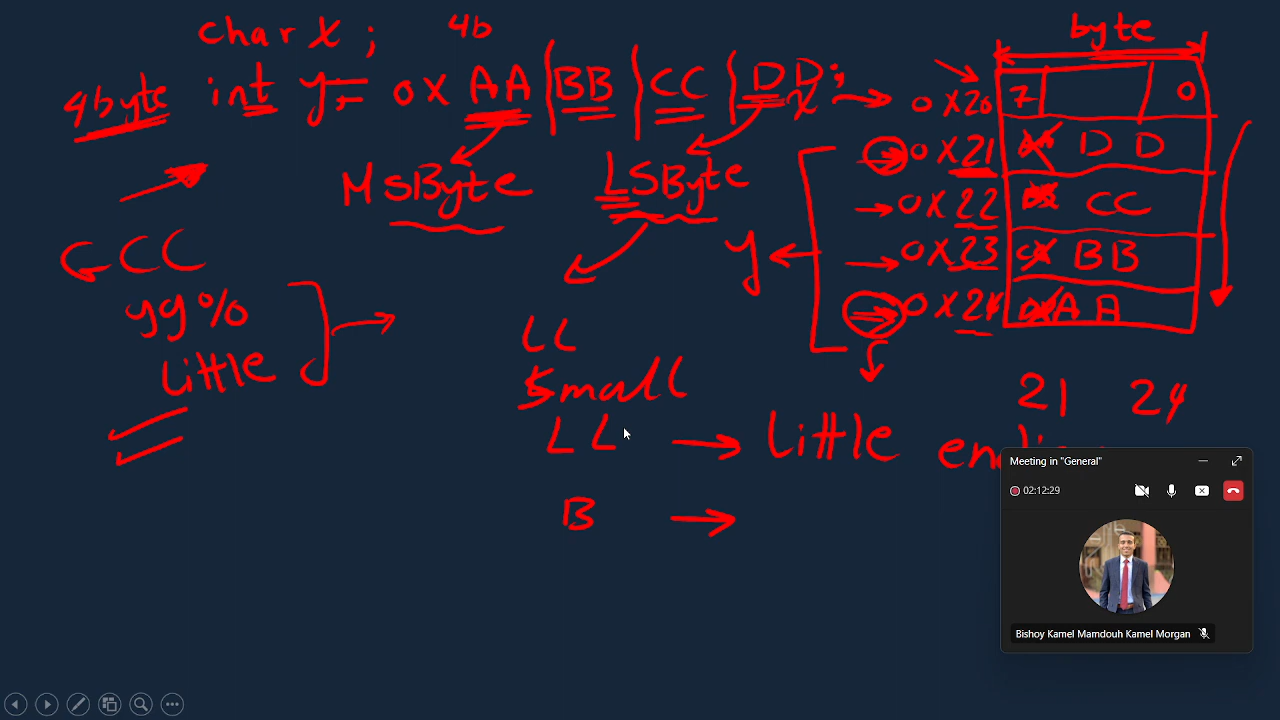 char X ; 4b
byte
4byte int y = 0X AA | BB | CC | DD ;
0X20 7 0
0X21 DD
MSByte LSByte
0X22 CC
y
0X23 BB
0X24 AA
GCC
99%
Little
LL
Small
21 24
LL → Little
B →
Meeting in "General"
02:12:29
Bishoy Kamel Mamdouh Kamel Morgan